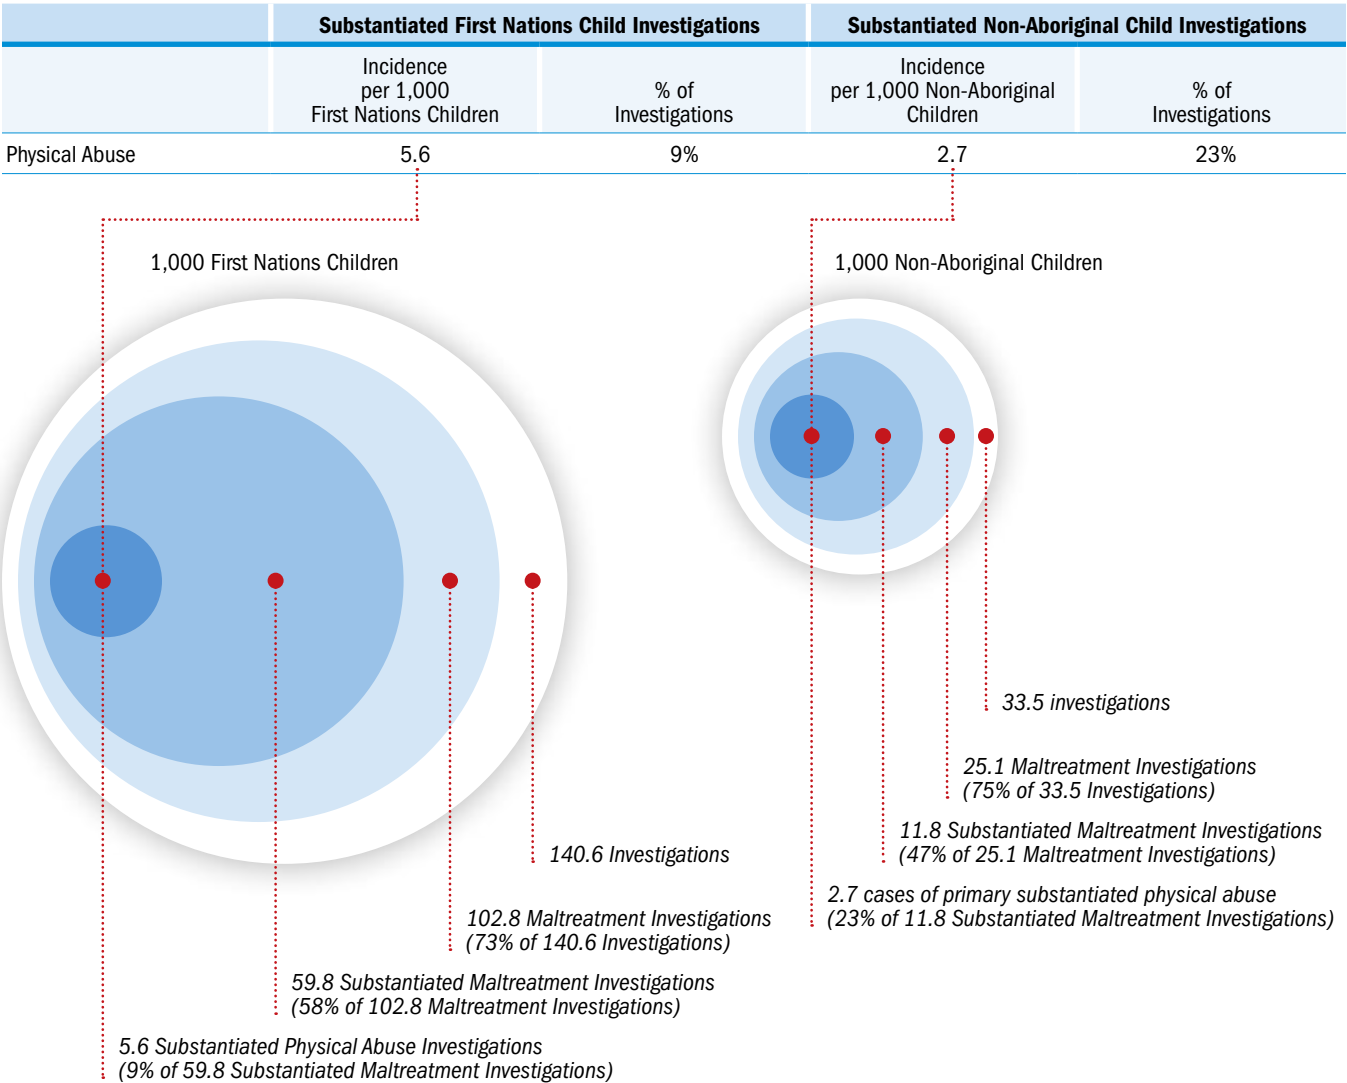 Substantiated First Nations Child Investigations
Substantiated Non-Aboriginal Child Investigations
Incidence
per 1,000
First Nations Children
% of
Investigations
Incidence
per 1,000 Non-Aboriginal
Children
% of
Investigations
Physical Abuse 5.6 9% 2.7 23%
1,000 First Nations Children
1,000 Non-Aboriginal Children
33.5 investigations
25.1 Maltreatment Investigations
(75% of 33.5 Investigations)
11.8 Substantiated Maltreatment Investigations
(47% of 25.1 Maltreatment Investigations)
2.7 cases of primary substantiated physical abuse
(23% of 11.8 Substantiated Maltreatment Investigations)
140.6 Investigations
102.8 Maltreatment Investigations
(73% of 140.6 Investigations)
59.8 Substantiated Maltreatment Investigations
(58% of 102.8 Maltreatment Investigations)
5.6 Substantiated Physical Abuse Investigations
(9% of 59.8 Substantiated Maltreatment Investigations)